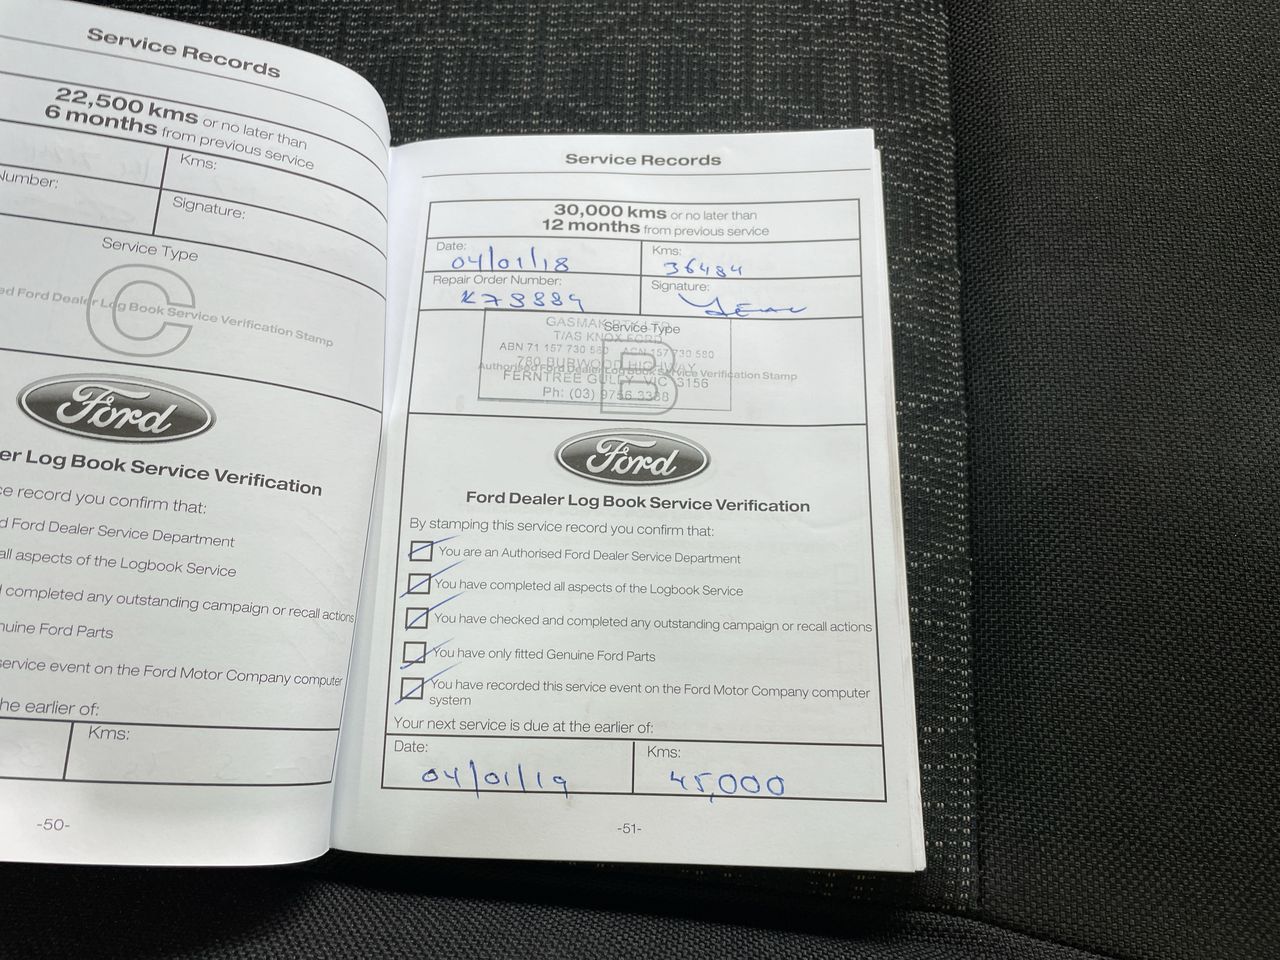 Service Records
22,500 kms or no later than
6 months from previous service
Kms:
Number:
Signature:
Service Type
C
Ford Dealer Log Book Service Verification Stamp
Ford
Log Book Service Verification
record you confirm that:
Ford Dealer Service Department
all aspects of the Logbook Service
completed any outstanding campaign or recall actions
Ford Parts
service event on the Ford Motor Company computer
the earlier of:
Kms:
-50-
Service Records
30,000 kms or no later than
12 months from previous service
Date:
04/01/18
Kms:
36484
Repair Order Number:
Signature:
Service Type
B
Authorised Ford Dealer Log Book Service Verification Stamp
T/AS KNOX FORD
ABN 71 157 730 580 ACN 157 730 580
780 BURWOOD HIGHWAY
FERNTREE GULLY VIC 3156
Ph: (03) 9756 3388
Ford
Ford Dealer Log Book Service Verification
By stamping this service record you confirm that:
You are an Authorised Ford Dealer Service Department
You have completed all aspects of the Logbook Service
You have checked and completed any outstanding campaign or recall actions
You have only fitted Genuine Ford Parts
You have recorded this service event on the Ford Motor Company computer
system
Your next service is due at the earlier of:
Date:
04/01/19
Kms:
45,000
-51-